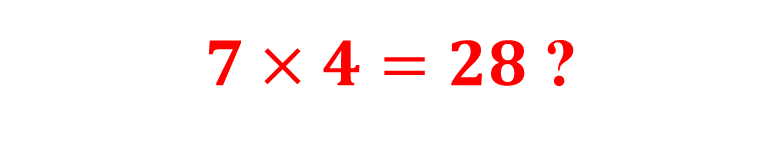 7 × 4 = 28 ?